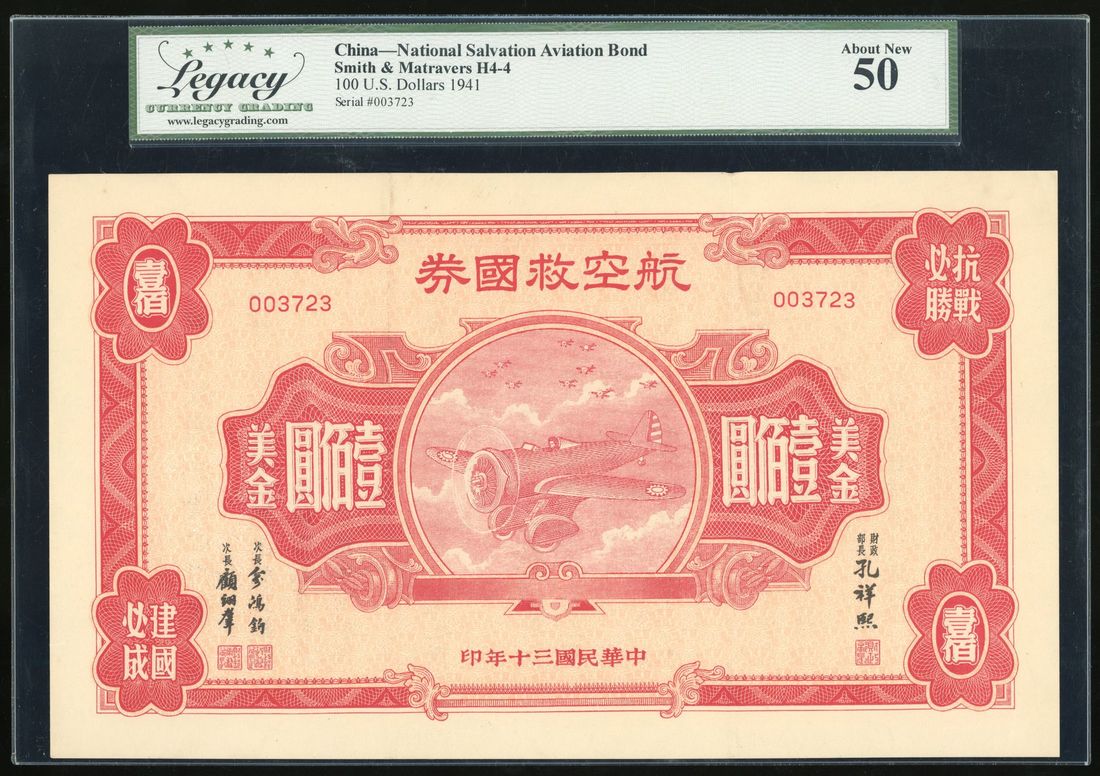 Legacy
CURRENCY GRADING
www.legacygrading.com
China—National Salvation Aviation Bond
Smith & Matravers H4-4
100 U.S. Dollars 1941
Serial #003723
About New
50
航空救國券
抗戰
必勝
壹佰
003723
003723
美金
壹佰圓
壹佰圓
美金
財政
部長
孔祥熙
次長
俞鴻鈞
次長
顧翊羣
壹佰
建國
必成
中華民國三十年印